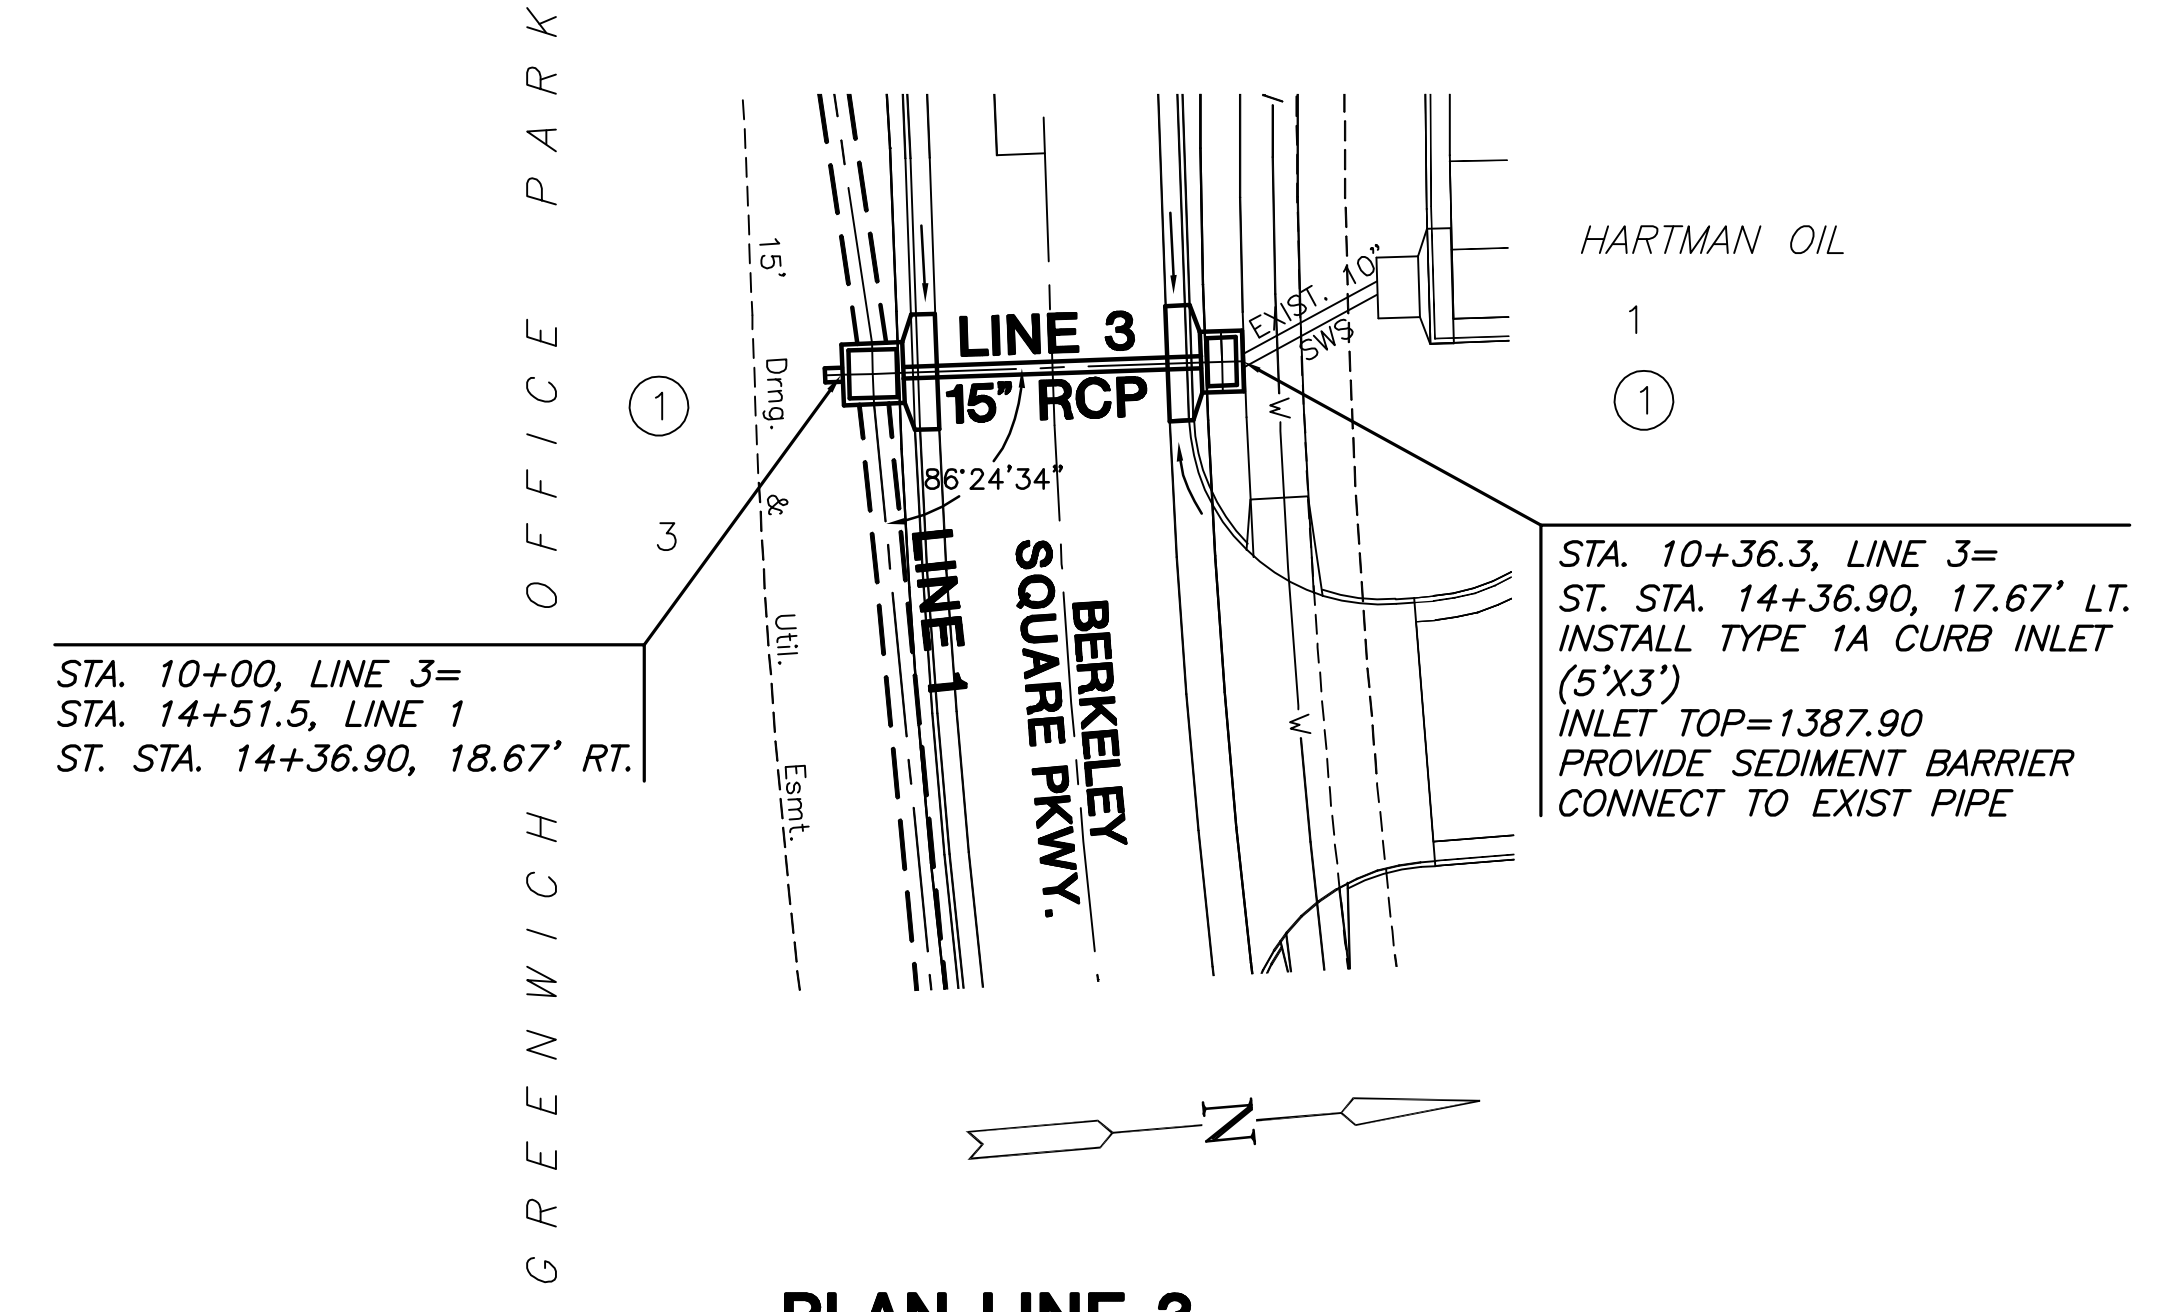 GREENWICH OFFICE PARK
15' Drng. & Util. Esmt.
1
3
LINE 3
15" RCP
86°24'34"
LINE 1
BERKELEY
SQUARE PKWY.
EXIST. 10"
SWS
W
W
HARTMAN OIL
1
1
STA. 10+00, LINE 3=
STA. 14+51.5, LINE 1
ST. STA. 14+36.90, 18.67' RT.
STA. 10+36.3, LINE 3=
ST. STA. 14+36.90, 17.67' LT.
INSTALL TYPE 1A CURB INLET
(5'X3')
INLET TOP=1387.90
PROVIDE SEDIMENT BARRIER
CONNECT TO EXIST PIPE
N
PLAN LINE 3